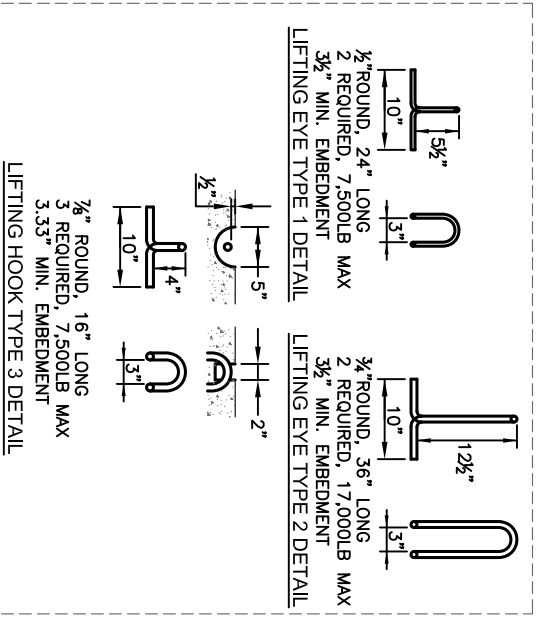 5½"
10"
3"
½"ROUND, 24" LONG
2 REQUIRED, 7,500LB MAX
3½" MIN. EMBEDMENT
LIFTING EYE TYPE 1 DETAIL
12½"
10"
3"
¾"ROUND, 36" LONG
2 REQUIRED, 17,000LB MAX
3½" MIN. EMBEDMENT
LIFTING EYE TYPE 2 DETAIL
½"
5"
2"
4"
10"
3"
⅞" ROUND, 16" LONG
3 REQUIRED, 7,500LB MAX
3.33" MIN. EMBEDMENT
LIFTING HOOK TYPE 3 DETAIL